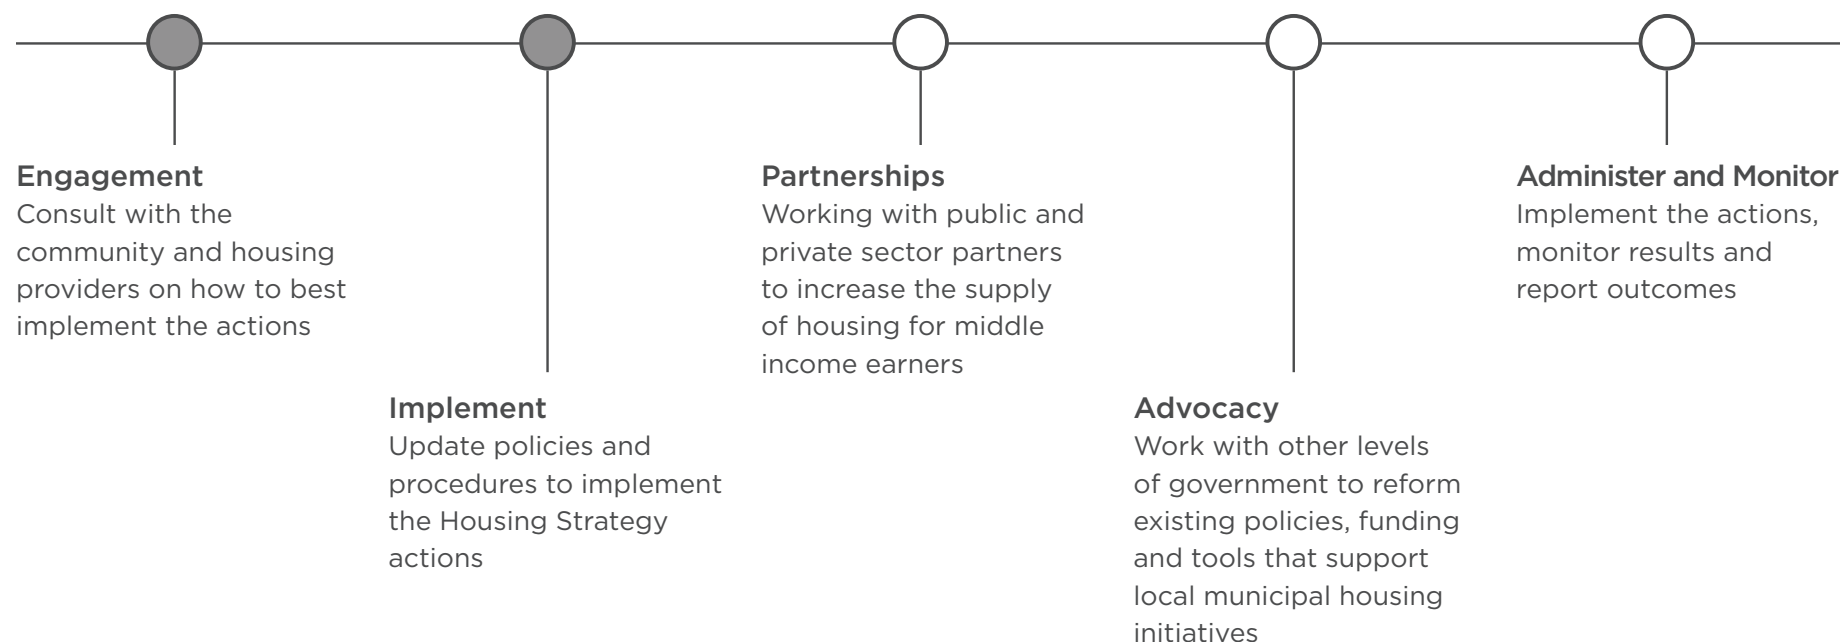 Engagement
Consult with the
community and housing
providers on how to best
implement the actions
Implement
Update policies and
procedures to implement
the Housing Strategy
actions
Partnerships
Working with public and
private sector partners
to increase the supply
of housing for middle
income earners
Advocacy
Work with other levels
of government to reform
existing policies, funding
and tools that support
local municipal housing
initiatives
Administer and Monitor
Implement the actions,
monitor results and
report outcomes